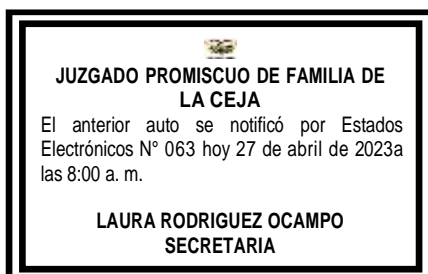 JUZGADO PROMISCUO DE FAMILIA DE
LA CEJA
El anterior auto se notificó por Estados
Electrónicos N° 063 hoy 27 de abril de 2023a
las 8:00 a. m.
LAURA RODRIGUEZ OCAMPO
SECRETARIA